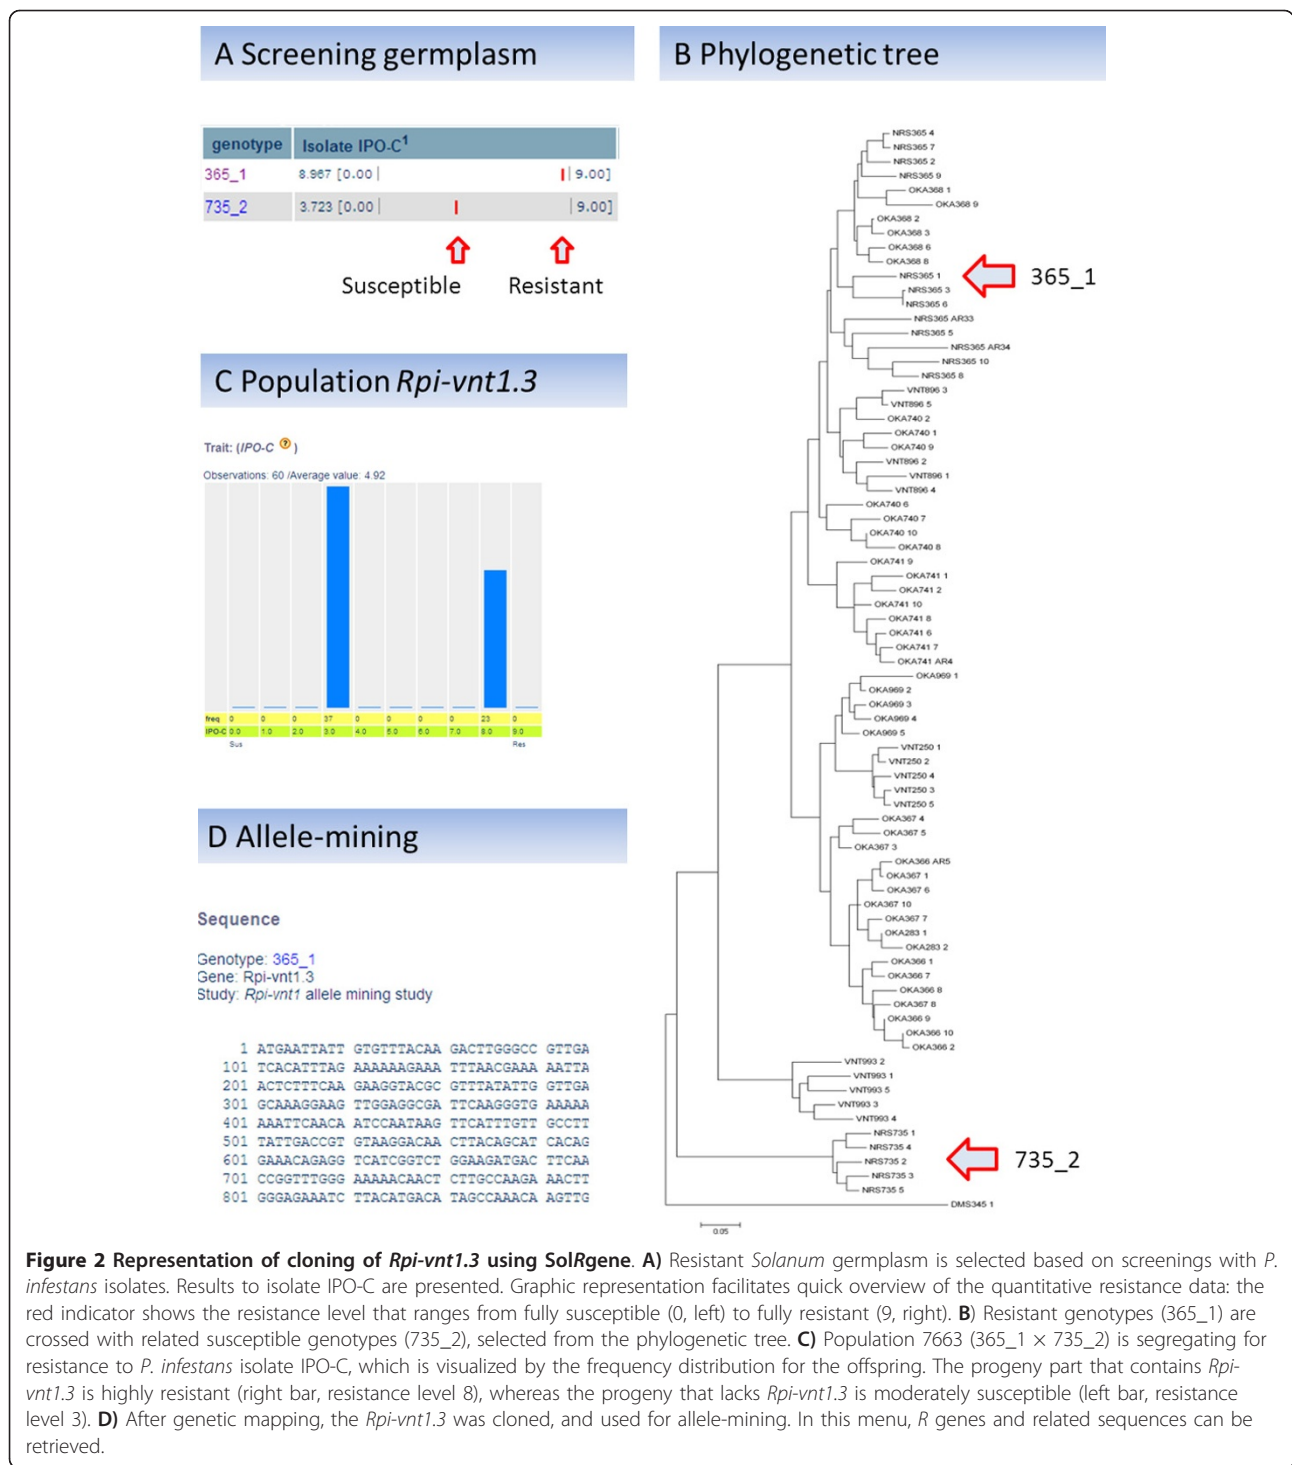 A Screening germplasm
genotype Isolate IPO-C1
365_1 8.967 [0.00 | | 9.00]
735_2 3.723 [0.00 | | 9.00]
Susceptible Resistant
B Phylogenetic tree
NRS365 4
NRS365 7
NRS365 2
NRS365 9
OKA368 1
OKA368 9
OKA368 2
OKA368 3
OKA368 6
OKA368 8
NRS365 1
NRS365 3
NRS365 6
NRS365 AR33
NRS365 5
NRS365 AR34
NRS365 10
NRS365 8
VNT896 3
VNT896 5
OKA740 2
OKA740 1
OKA740 9
VNT896 2
VNT896 1
VNT896 4
OKA740 6
OKA740 7
OKA740 10
OKA740 8
OKA741 9
OKA741 1
OKA741 2
OKA741 10
OKA741 8
OKA741 6
OKA741 7
OKA741 AR4
OKA969 1
OKA969 2
OKA969 3
OKA969 4
OKA969 5
VNT250 1
VNT250 2
VNT250 4
VNT250 3
VNT250 5
OKA367 4
OKA367 5
OKA367 3
OKA366 AR5
OKA367 1
OKA367 6
OKA367 10
OKA367 7
OKA283 1
OKA283 2
OKA366 1
OKA366 7
OKA366 8
OKA367 8
OKA366 9
OKA366 10
OKA366 2
VNT993 2
VNT993 1
VNT993 5
VNT993 3
VNT993 4
NRS735 1
NRS735 4
NRS735 2
NRS735 3
NRS735 5
DMS345 1
365_1
735_2
0.05
C Population Rpi-vnt1.3
Trait: (IPO-C ? )
Observations: 60 /Average value: 4.92
freq 0 0 0 37 0 0 0 0 23 0
IPO-C 0.0 1.0 2.0 3.0 4.0 5.0 6.0 7.0 8.0 9.0
Sus Res
D Allele-mining
Sequence
Genotype: 365_1
Gene: Rpi-vnt1.3
Study: Rpi-vnt1 allele mining study
1 ATGAATTATT GTGTTTACAA GACTTGGGCC GTTGA
101 TCACATTTAG AAAAAAGAAA TTTAACGAAA AATTA
201 ACTCTTTCAA GAAGGTACGC GTTTATATTG GTTGA
301 GCAAAGGAAG TTGGAGGCGA TTCAAGGGTG AAAAA
401 AAATTCAACA ATCCAATAAG TTCATTTGTT GCCTT
501 TATTGACCGT GTAAGGACAA CTTACAGCAT CACAG
601 GAAACAGAGG TCATCGGTCT GGAAGATGAC TTCAA
701 CCGGTTTGGG AAAAACAACT CTTGCCAAGA AACTT
801 GGGAGAAATC TTACATGACA TAGCCAAACA AGTTG
Figure 2 Representation of cloning of Rpi-vnt1.3 using SolRgene. A) Resistant Solanum germplasm is selected based on screenings with P.
infestans isolates. Results to isolate IPO-C are presented. Graphic representation facilitates quick overview of the quantitative resistance data: the
red indicator shows the resistance level that ranges from fully susceptible (0, left) to fully resistant (9, right). B) Resistant genotypes (365_1) are
crossed with related susceptible genotypes (735_2), selected from the phylogenetic tree. C) Population 7663 (365_1 × 735_2) is segregating for
resistance to P. infestans isolate IPO-C, which is visualized by the frequency distribution for the offspring. The progeny part that contains Rpi-
vnt1.3 is highly resistant (right bar, resistance level 8), whereas the progeny that lacks Rpi-vnt1.3 is moderately susceptible (left bar, resistance
level 3). D) After genetic mapping, the Rpi-vnt1.3 was cloned, and used for allele-mining. In this menu, R genes and related sequences can be
retrieved.